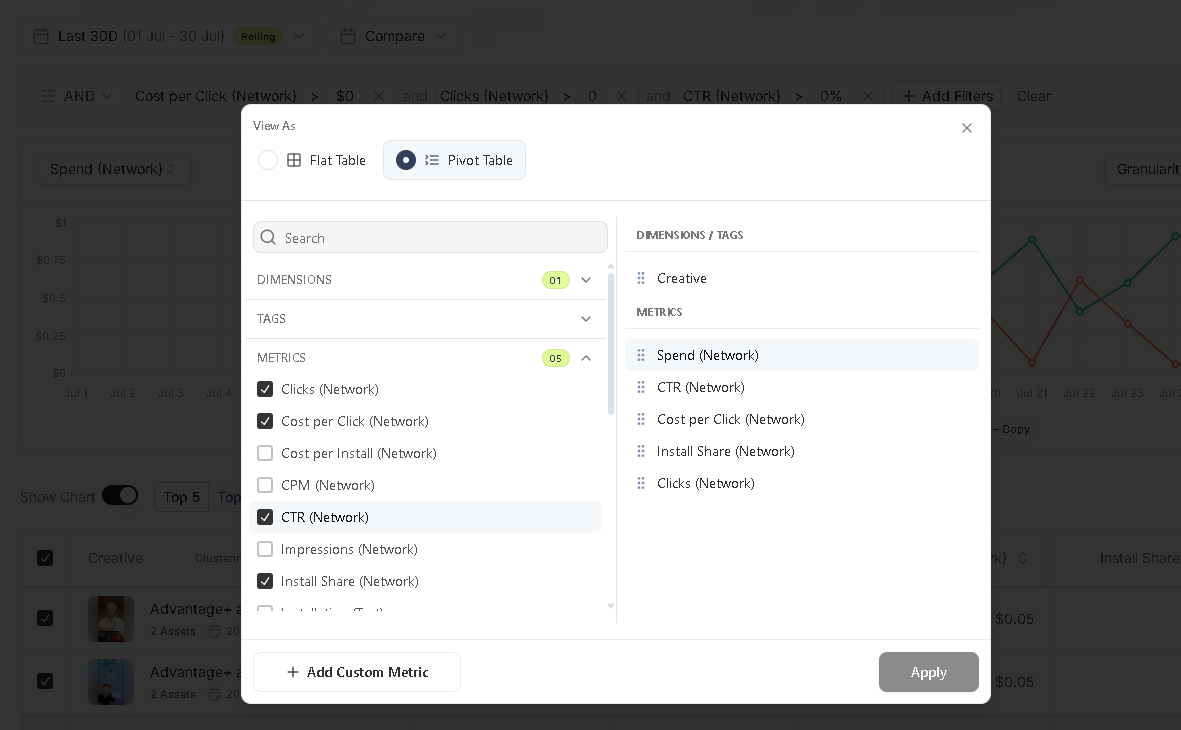 Last 30D (01 Jul - 30 Jul) Rolling Compare
AND Cost per Click (Network) > $0 and Clicks (Network) > 0 and CTR (Network) > 0% + Add Filters Clear
View As
Flat Table Pivot Table
Spend (Network)
Granularit
$1
$0.75
$0.5
$0.25
$0
Jul 1 Jul 2 Jul 3 Jul 4
Jul 21 Jul 22 Jul 23
– Copy
Search
DIMENSIONS 01
TAGS
METRICS 05
Clicks (Network)
Cost per Click (Network)
Cost per Install (Network)
CPM (Network)
CTR (Network)
Impressions (Network)
Install Share (Network)
DIMENSIONS / TAGS
Creative
METRICS
Spend (Network)
CTR (Network)
Cost per Click (Network)
Install Share (Network)
Clicks (Network)
+ Add Custom Metric
Apply
Show Chart Top 5 Top
Creative Clusterin
Install Share
Advantage+ a
2 Assets 20
$0.05
Advantage+ a
2 Assets 20
$0.05